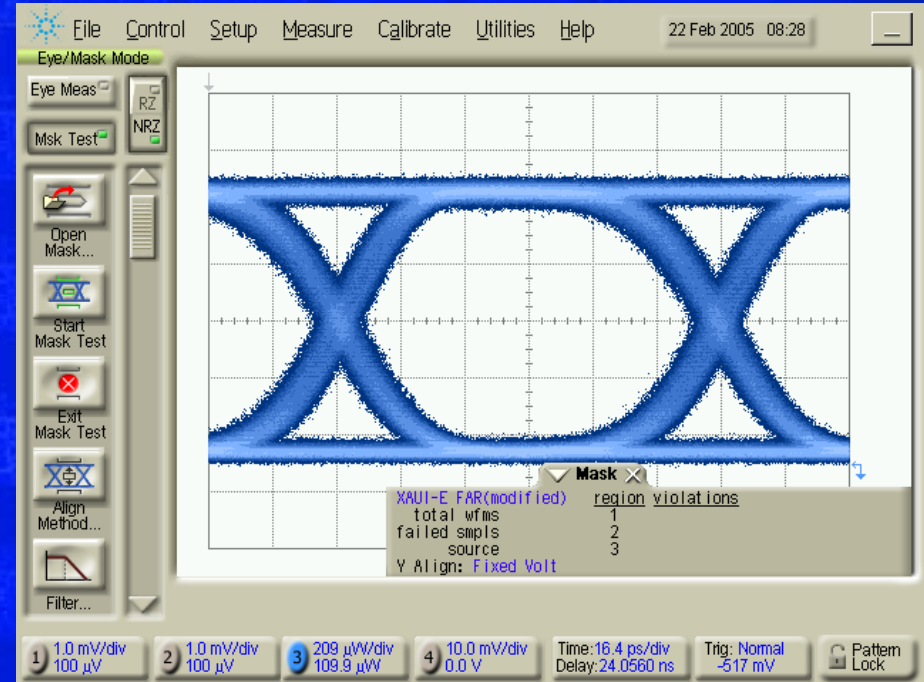 File Control Setup Measure Calibrate Utilities Help 22 Feb 2005 08:28
Eye/Mask Mode
Eye Meas
RZ
NRZ
Msk Test
Open
Mask...
Start
Mask Test
Exit
Mask Test
Align
Method...
Filter...
Mask
XAUI-E FAR(modified) region violations
total wfms 1
failed smpls 2
source 3
Y Align: Fixed Volt
1 1.0 mV/div
100 µV
2 1.0 mV/div
100 µV
3 209 µW/div
109.9 µW
4 10.0 mV/div
0.0 V
Time:16.4 ps/div
Delay:24.0560 ns
Trig: Normal
-517 mV
Pattern
Lock